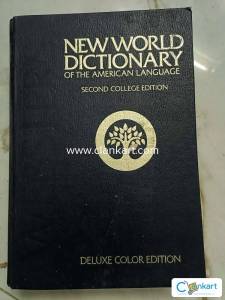 NEW WORLD
DICTIONARY
OF THE AMERICAN LANGUAGE
SECOND COLLEGE EDITION
www.clankart.com
DELUXE COLOR EDITION
Clankart